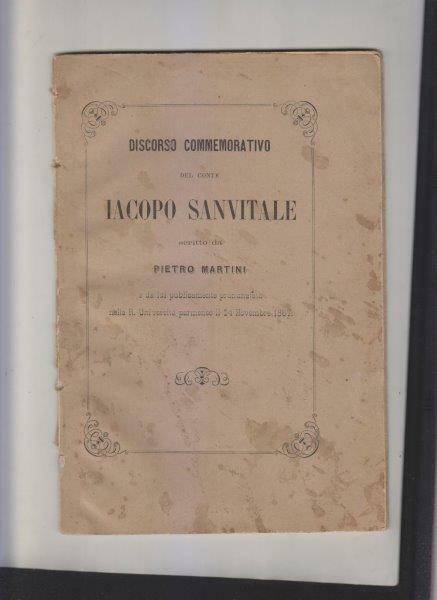 DISCORSO COMMEMORATIVO
DEL CONTE
IACOPO SANVITALE
scritto da
PIETRO MARTINI
e da lui pubblicamente pronunziato
nella R. Università parmense il 24 Novembre